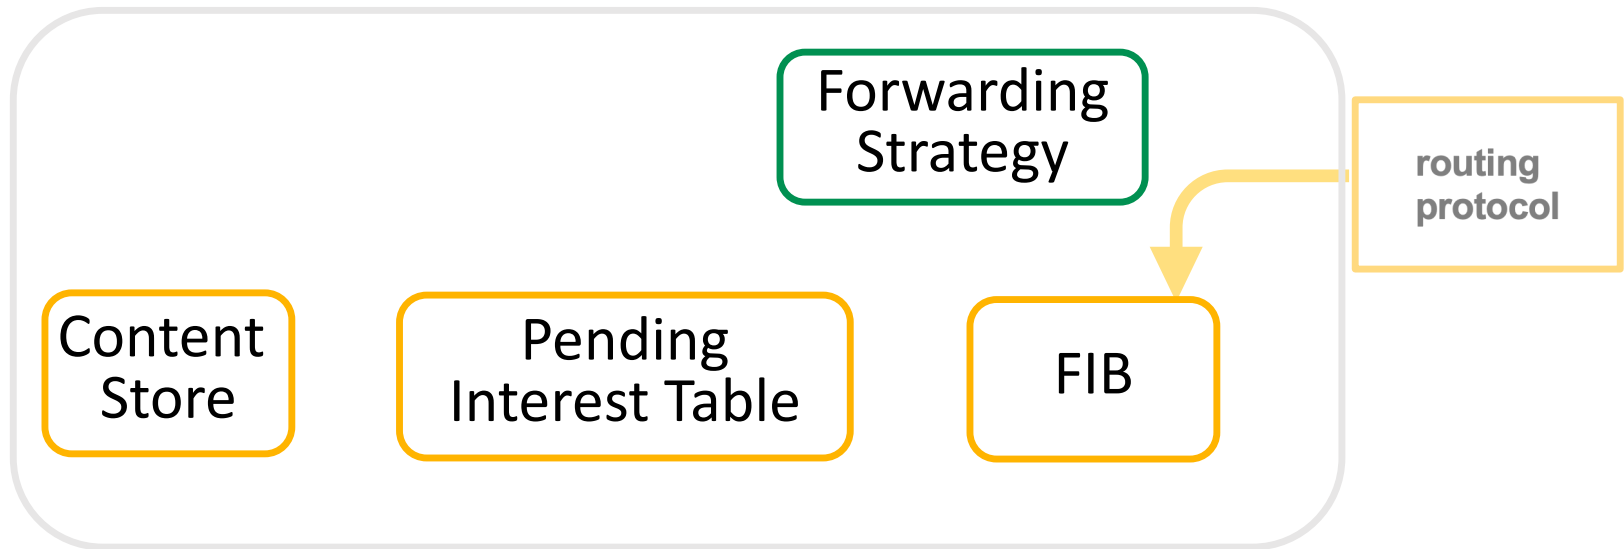 Forwarding
Strategy
routing
protocol
Content
Store
Pending
Interest Table
FIB